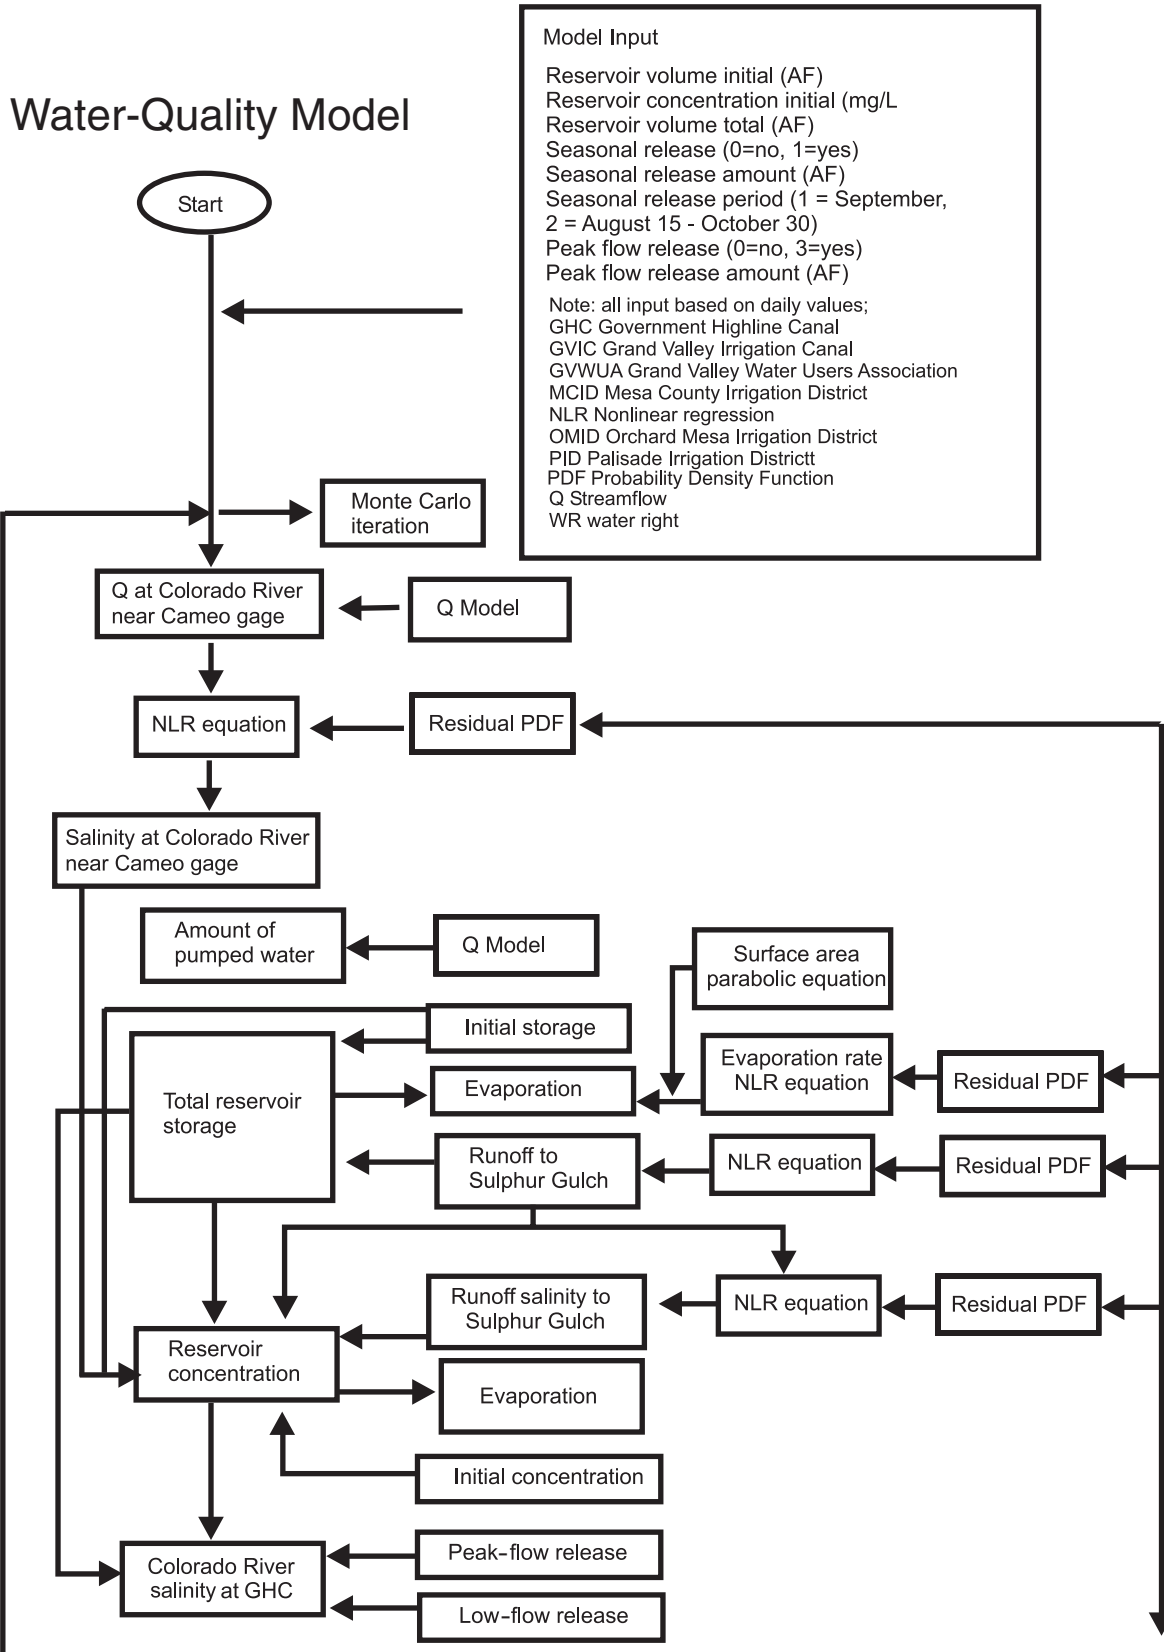 Water-Quality Model
Model Input
Reservoir volume initial (AF)
Reservoir concentration initial (mg/L
Reservoir volume total (AF)
Seasonal release (0=no, 1=yes)
Seasonal release amount (AF)
Seasonal release period (1 = September,
2 = August 15 - October 30)
Peak flow release (0=no, 3=yes)
Peak flow release amount (AF)
Note: all input based on daily values;
GHC Government Highline Canal
GVIC Grand Valley Irrigation Canal
GVWUA Grand Valley Water Users Association
MCID Mesa County Irrigation District
NLR Nonlinear regression
OMID Orchard Mesa Irrigation District
PID Palisade Irrigation Districtt
PDF Probability Density Function
Q Streamflow
WR water right
Start
Monte Carlo
iteration
Q at Colorado River
near Cameo gage
Q Model
NLR equation
Residual PDF
Salinity at Colorado River
near Cameo gage
Amount of
pumped water
Q Model
Surface area
parabolic equation
Initial storage
Total reservoir
storage
Evaporation
Evaporation rate
NLR equation
Residual PDF
Runoff to
Sulphur Gulch
NLR equation
Residual PDF
Runoff salinity to
Sulphur Gulch
NLR equation
Residual PDF
Reservoir
concentration
Evaporation
Initial concentration
Colorado River
salinity at GHC
Peak-flow release
Low-flow release